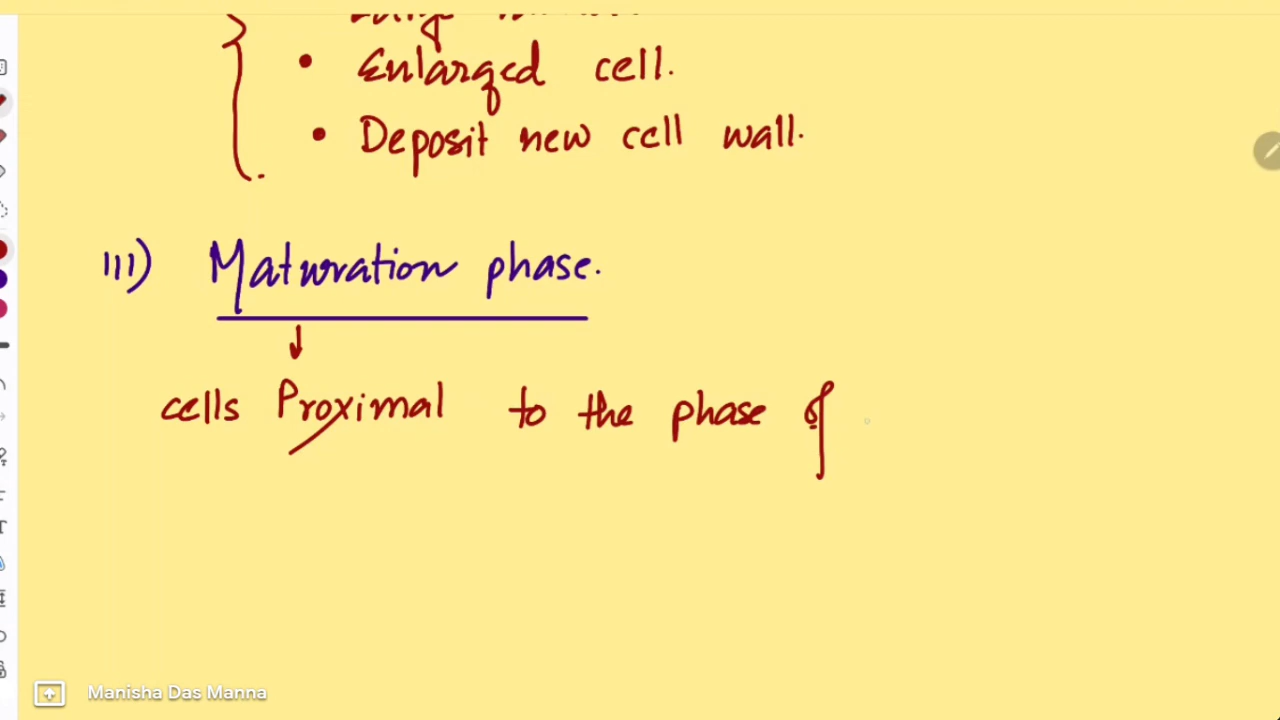 • Enlarged cell.
• Deposit new cell wall.
III) Maturation phase.
↓
cells Proximal to the phase of
Manisha Das Manna